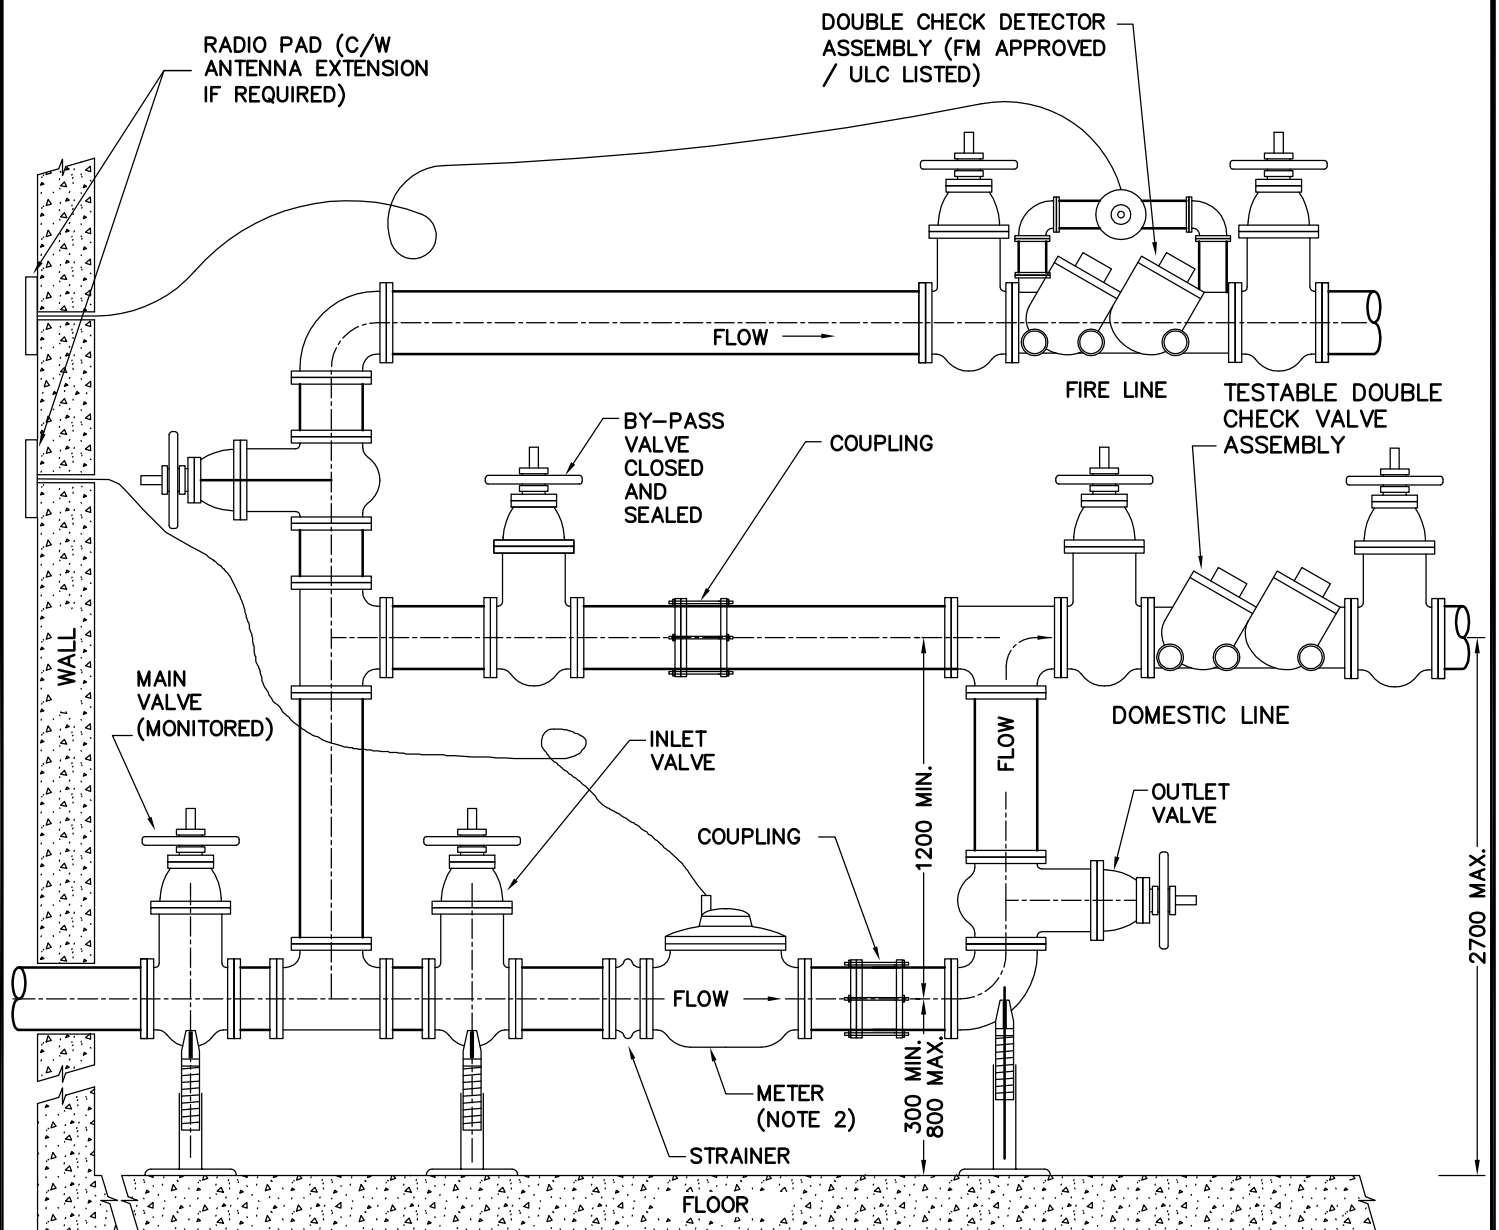 RADIO PAD (C/W
ANTENNA EXTENSION
IF REQUIRED)
DOUBLE CHECK DETECTOR
ASSEMBLY (FM APPROVED
/ ULC LISTED)
FLOW
FIRE LINE
TESTABLE DOUBLE
CHECK VALVE
ASSEMBLY
BY-PASS
VALVE
CLOSED
AND
SEALED
COUPLING
WALL
MAIN
VALVE
(MONITORED)
DOMESTIC LINE
INLET
VALVE
FLOW
1200 MIN.
OUTLET
VALVE
COUPLING
2700 MAX.
FLOW
300 MIN.
800 MAX.
METER
(NOTE 2)
STRAINER
FLOOR